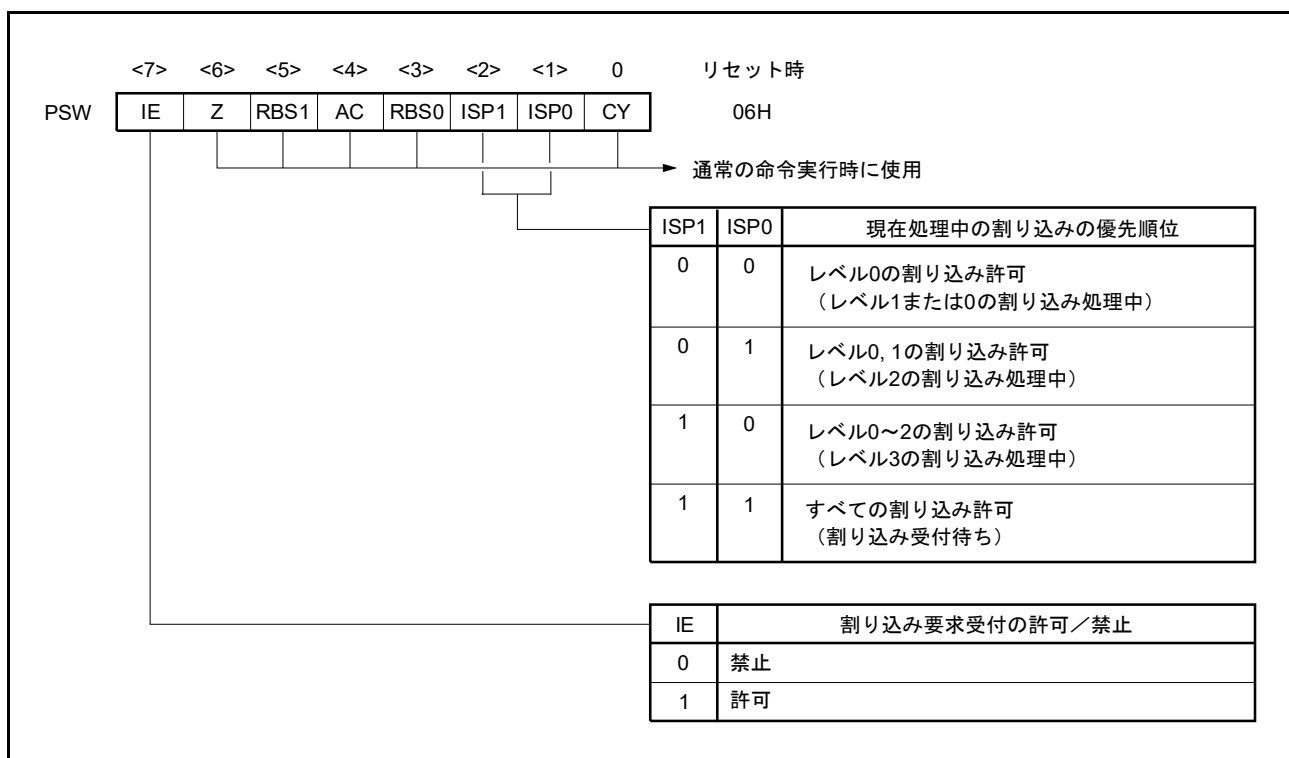 <7> <6> <5> <4> <3> <2> <1> 0 リセット時
PSW IE Z RBS1 AC RBS0 ISP1 ISP0 CY 06H
通常の命令実行時に使用
ISP1 ISP0 現在処理中の割り込みの優先順位
0 0 レベル0の割り込み許可
（レベル1または0の割り込み処理中）
0 1 レベル0, 1の割り込み許可
（レベル2の割り込み処理中）
1 0 レベル0～2の割り込み許可
（レベル3の割り込み処理中）
1 1 すべての割り込み許可
（割り込み受付待ち）
IE 割り込み要求受付の許可／禁止
0 禁止
1 許可